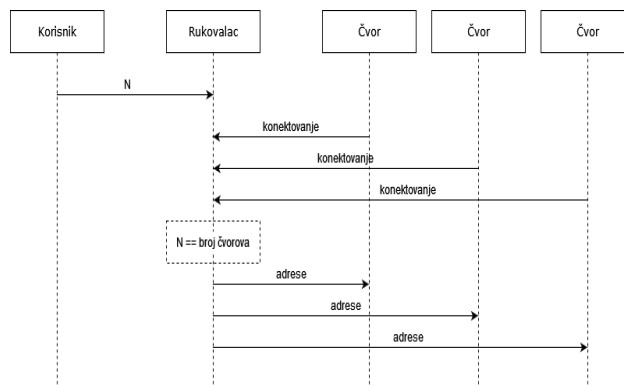 Korisnik
Rukovalac
Čvor
Čvor
Čvor
N
konektovanje
konektovanje
konektovanje
N == broj čvorova
adrese
adrese
adrese